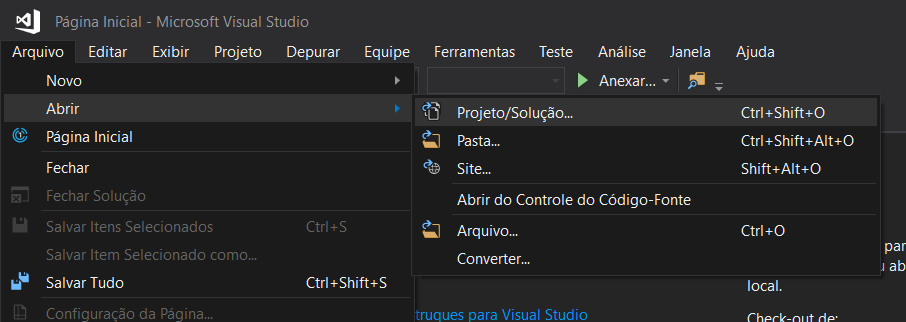 Página Inicial - Microsoft Visual Studio
Arquivo Editar Exibir Projeto Depurar Equipe Ferramentas Teste Análise Janela Ajuda
Anexar...
Novo
Abrir
Página Inicial
Fechar
Fechar Solução
Salvar Itens Selecionados Ctrl+S
Salvar Item Selecionado como...
Salvar Tudo Ctrl+Shift+S
Configuração da Página...
Projeto/Solução... Ctrl+Shift+O
Pasta... Ctrl+Shift+Alt+O
Site... Shift+Alt+O
Abrir do Controle do Código-Fonte
Arquivo... Ctrl+O
Converter...
local.
truques para Visual Studio
Check-out de: